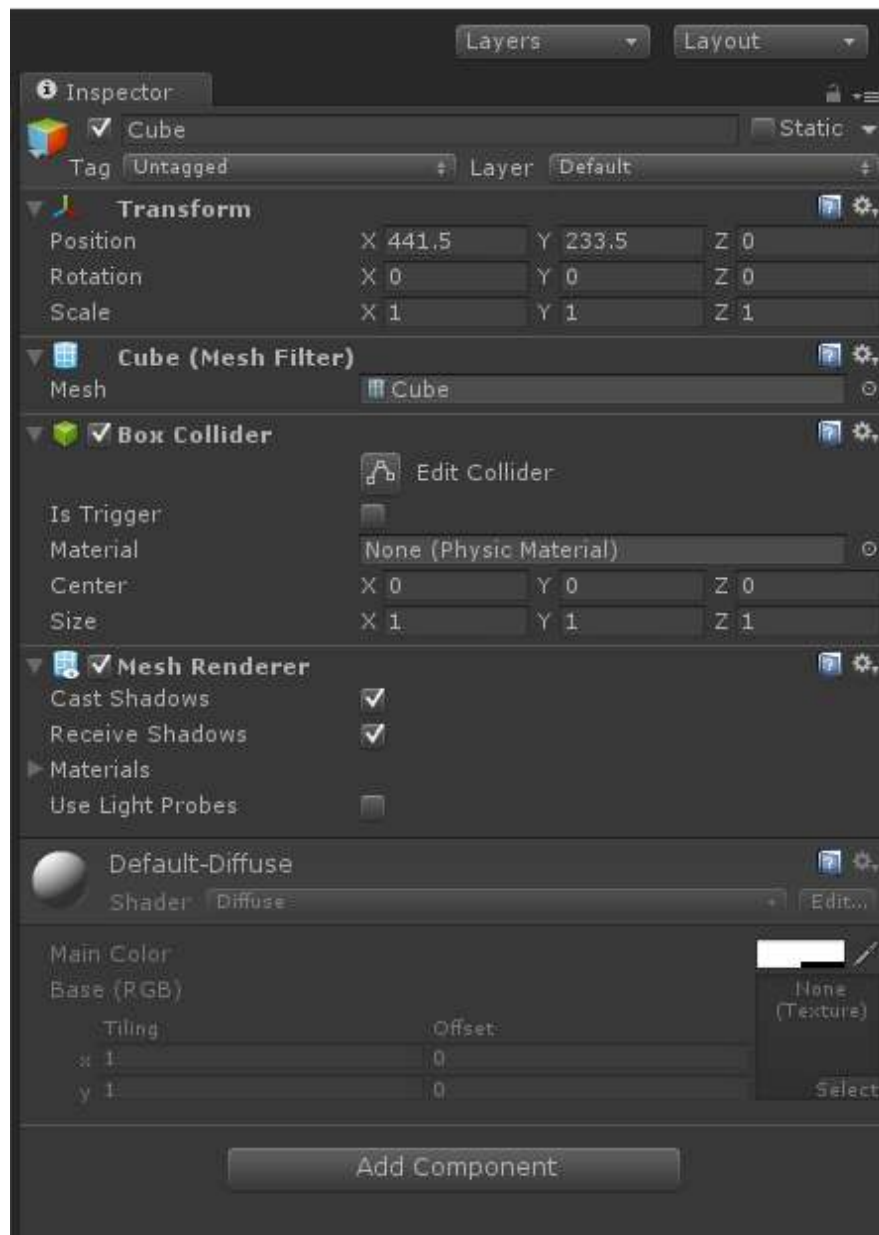 Layers Layout
Inspector
Cube Static
Tag Untagged Layer Default
Transform
Position X 441.5 Y 233.5 Z 0
Rotation X 0 Y 0 Z 0
Scale X 1 Y 1 Z 1
Cube (Mesh Filter)
Mesh Cube
Box Collider
Edit Collider
Is Trigger
Material None (Physic Material)
Center X 0 Y 0 Z 0
Size X 1 Y 1 Z 1
Mesh Renderer
Cast Shadows
Receive Shadows
Materials
Use Light Probes
Default-Diffuse
Shader Diffuse Edit...
Main Color
Base (RGB) None
(Texture)
Tiling Offset
x 1 0
y 1 0 Select
Add Component